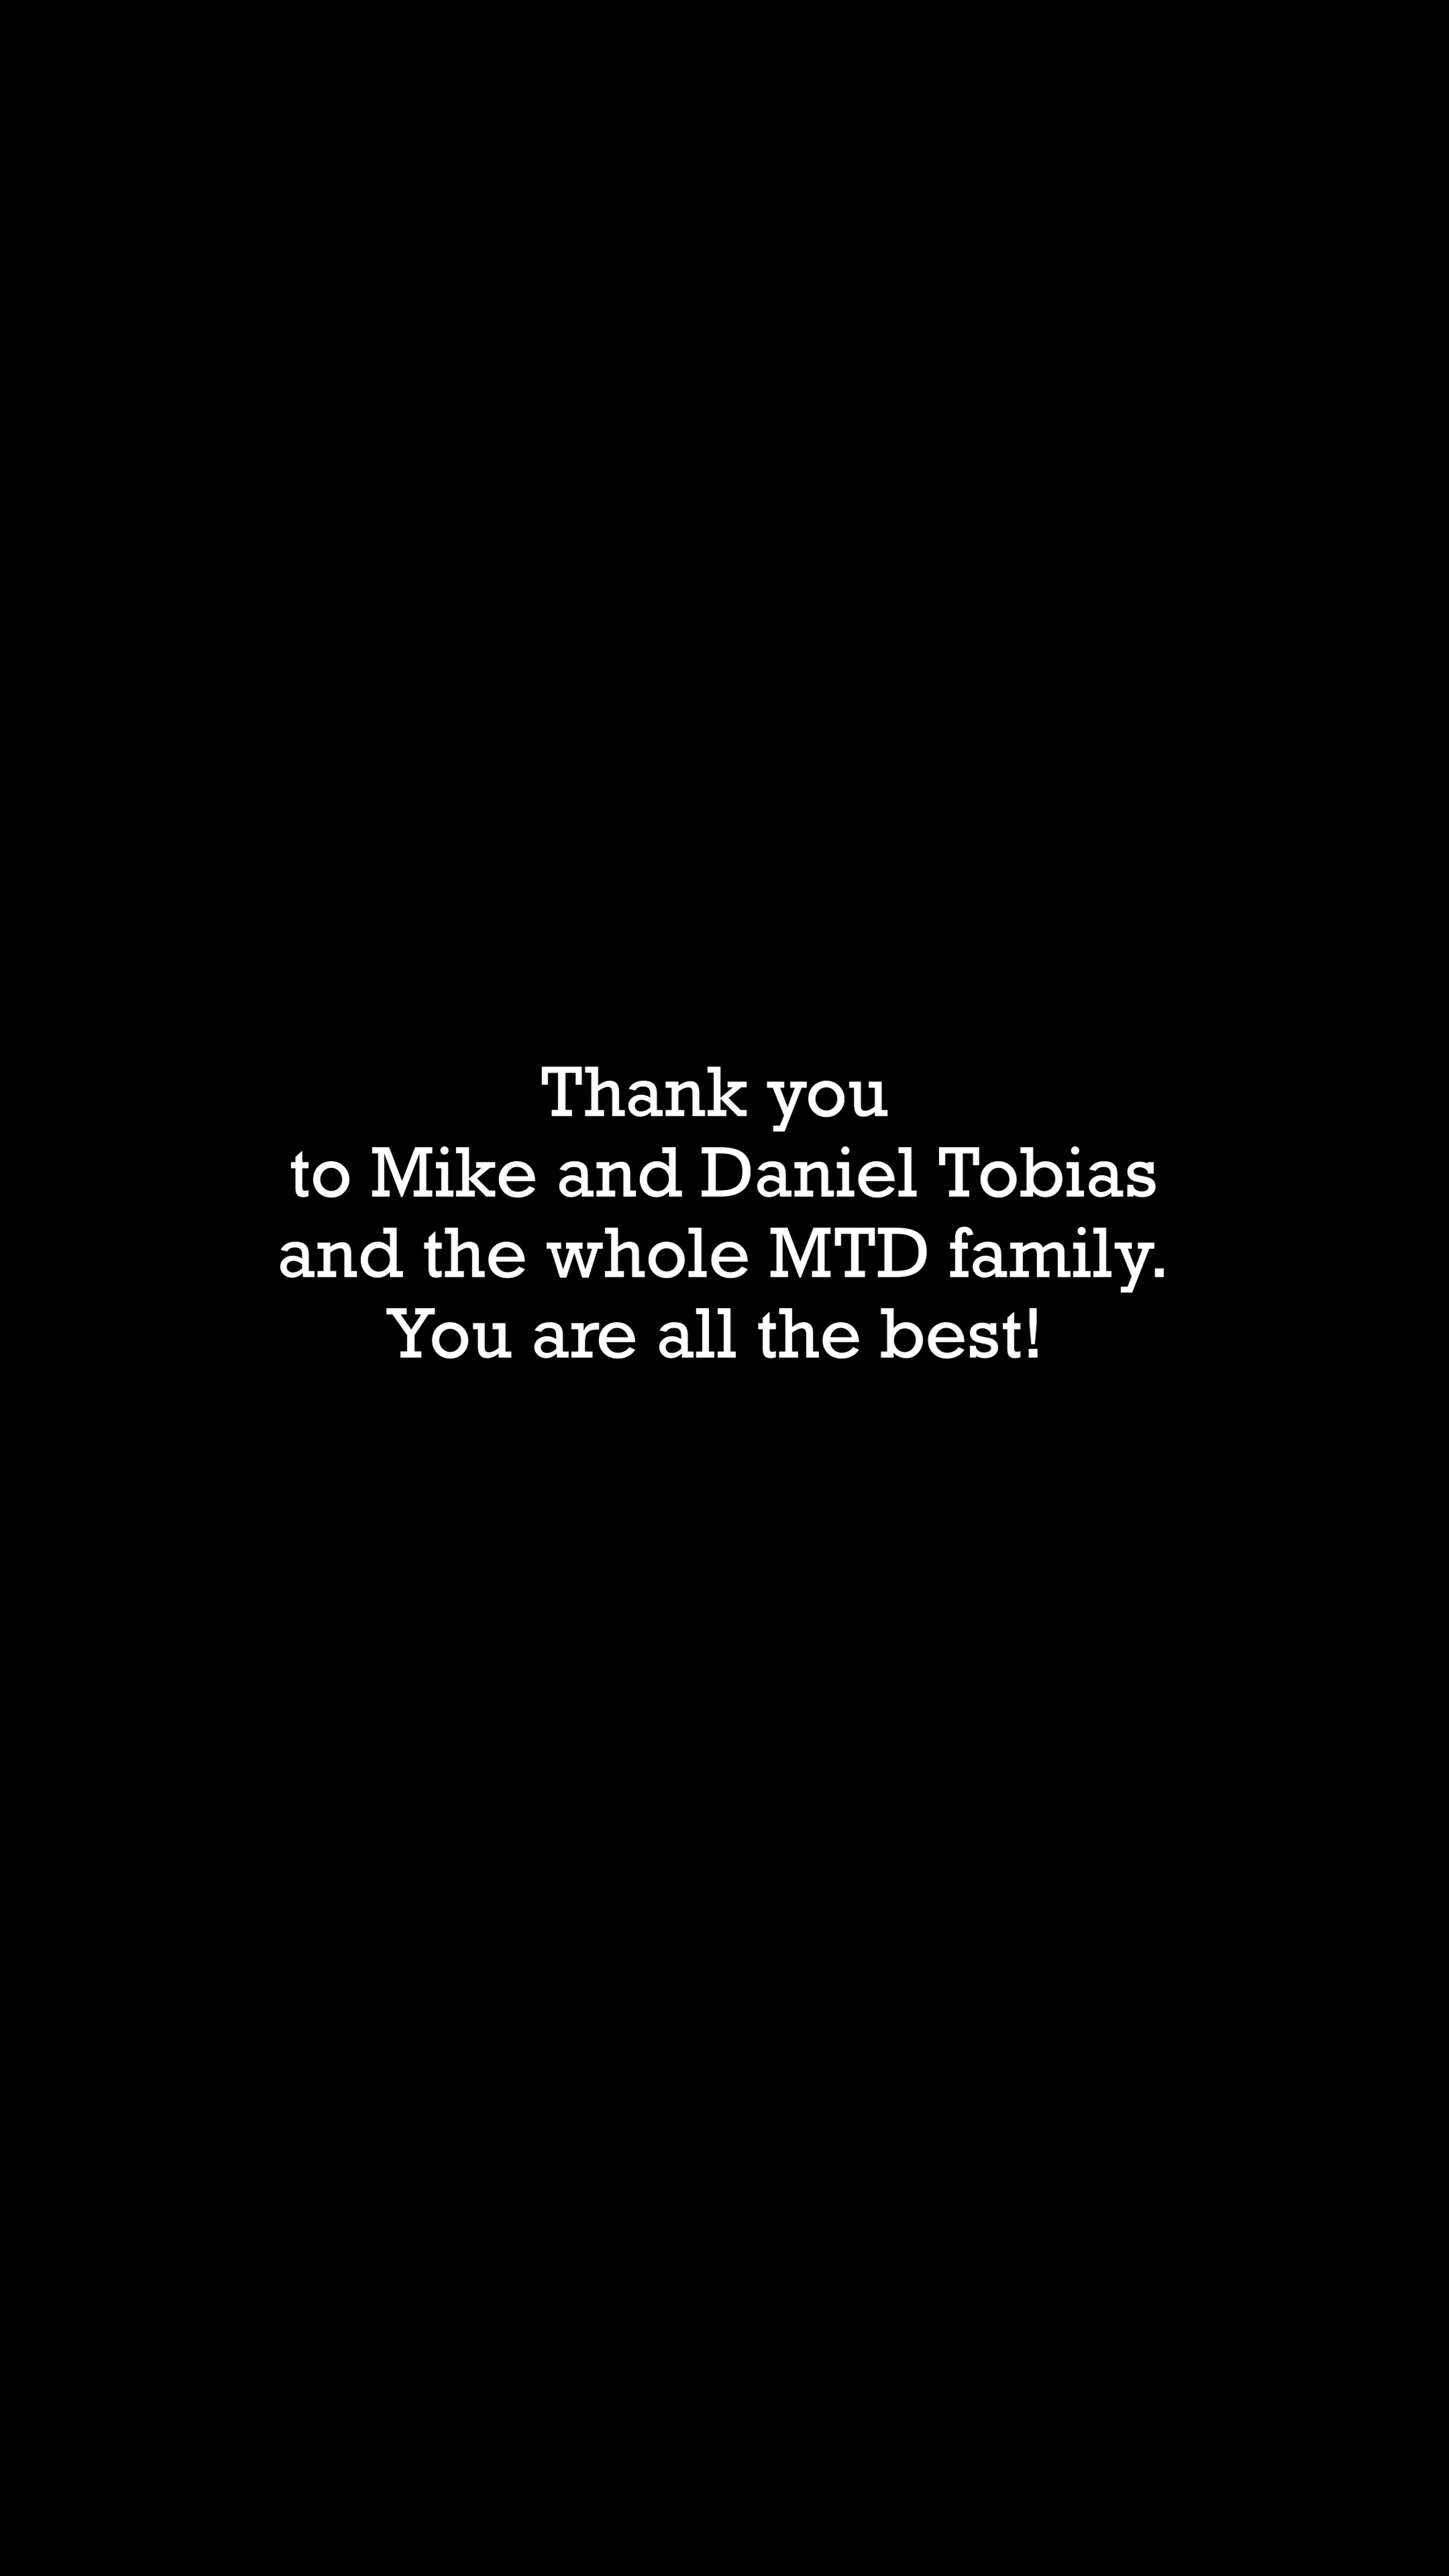 Thank you
to Mike and Daniel Tobias
and the whole MTD family.
You are all the best!